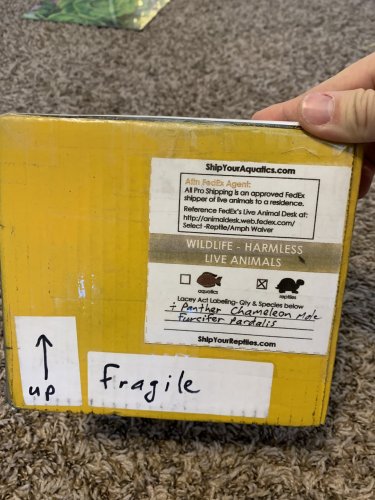 ShipYourAquatics.com
Attn FedEx Agent:
All Pro Shipping is an approved FedEx
shipper of live animals to a residence.
Reference FedEx's Live Animal Desk at:
http://animaldesk.web.fedex.com/
Select -Reptile/Amph Waiver
WILDLIFE - HARMLESS
LIVE ANIMALS
aquatics
reptiles
Lacey Act Labeling- Qty & Species below
Panther Chameleon Male
Furcifer Pardalis
ShipYourReptiles.com
UP
Fragile